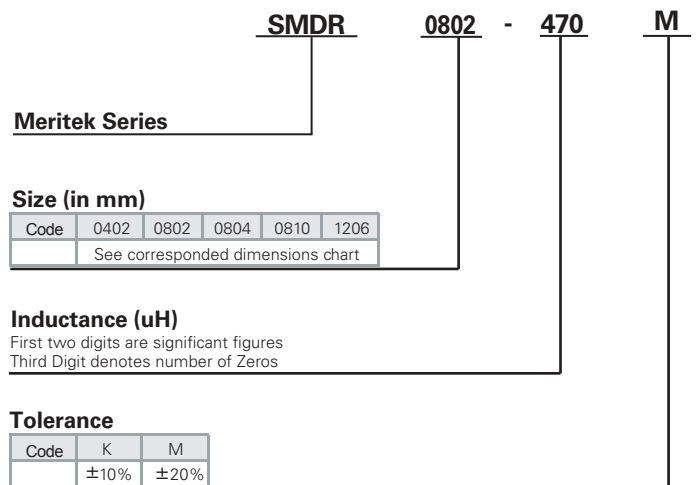 SMDR 0802 - 470 M
Meritek Series
Size (in mm)
Code 0402 0802 0804 0810 1206
See corresponded dimensions chart
Inductance (uH)
First two digits are significant figures
Third Digit denotes number of Zeros
Tolerance
Code K M
±10% ±20%